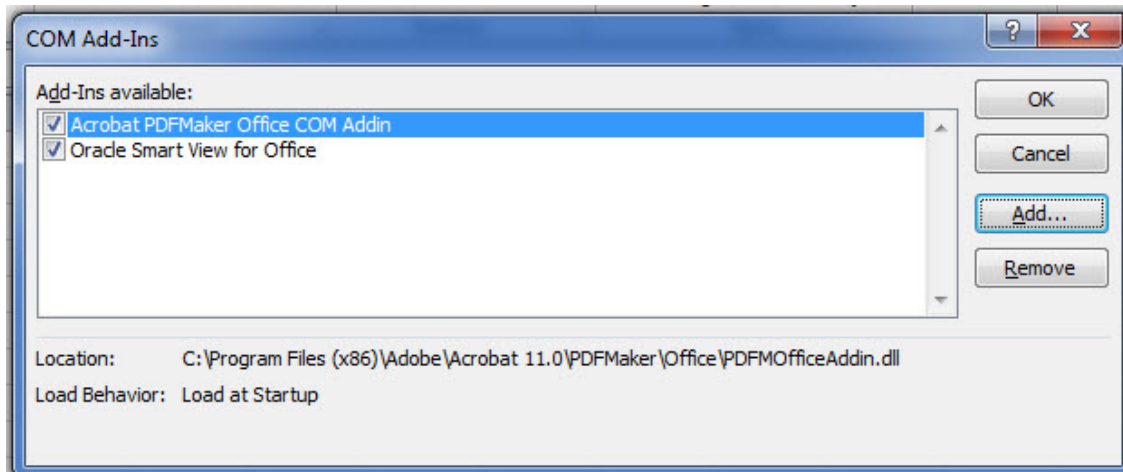 COM Add-Ins
?
X
Add-Ins available:
Acrobat PDFMaker Office COM Addin
Oracle Smart View for Office
OK
Cancel
Add...
Remove
Location: C:\Program Files (x86)\Adobe\Acrobat 11.0\PDFMaker\Office\PDFMOfficeAddin.dll
Load Behavior: Load at Startup